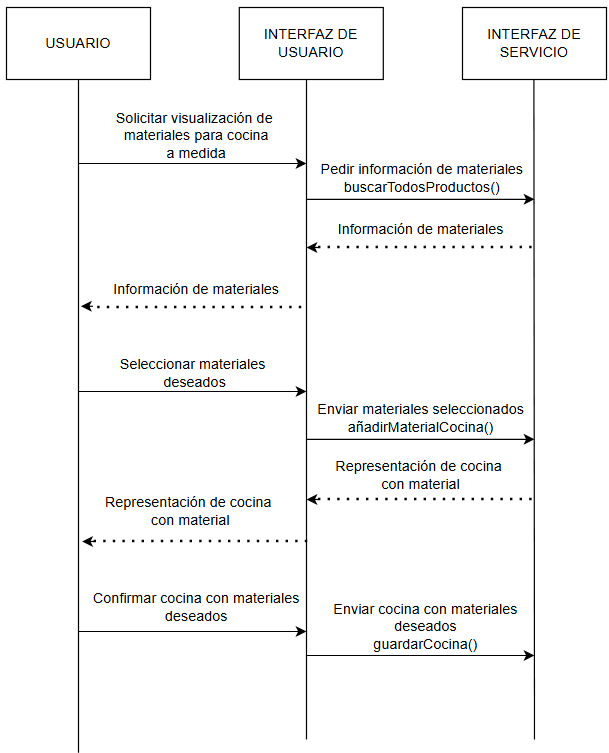 USUARIO
INTERFAZ DE
USUARIO
INTERFAZ DE
SERVICIO
Solicitar visualización de
materiales para cocina
a medida
Pedir información de materiales
buscarTodosProductos()
Información de materiales
Información de materiales
Seleccionar materiales
deseados
Enviar materiales seleccionados
añadirMaterialCocina()
Representación de cocina
con material
Representación de cocina
con material
Confirmar cocina con materiales
deseados
Enviar cocina con materiales
deseados
guardarCocina()